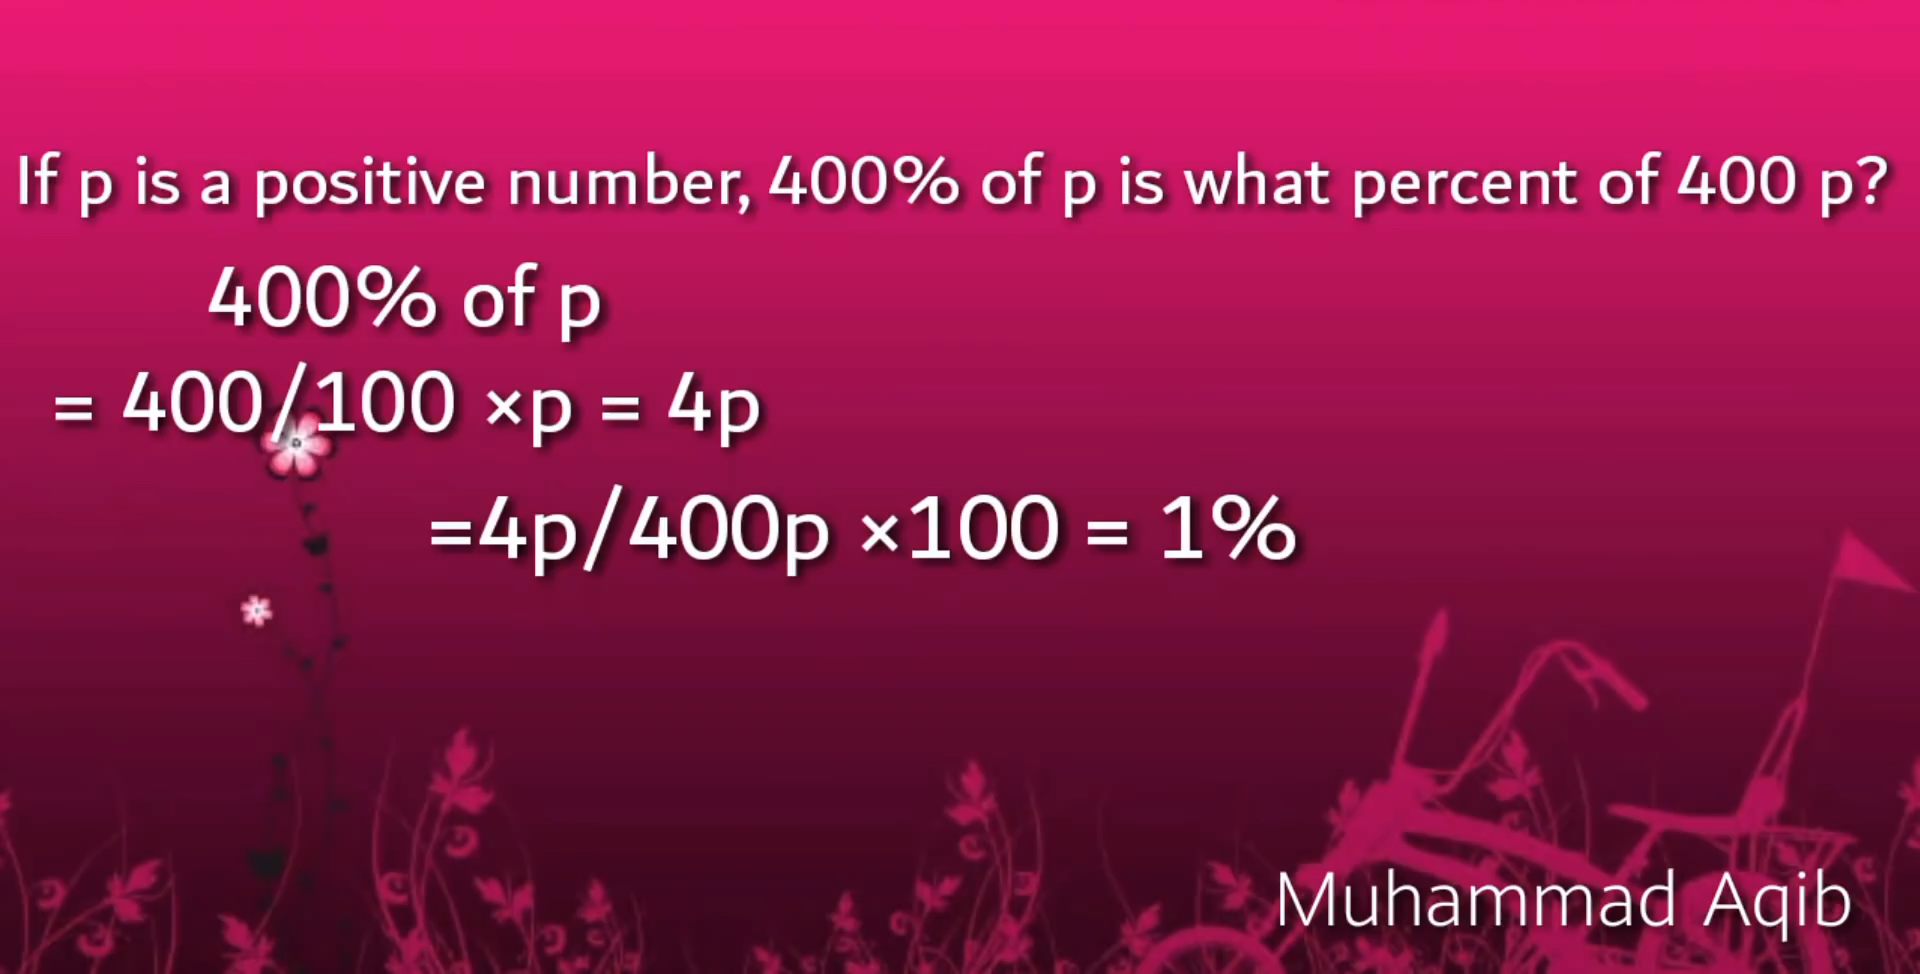 If p is a positive number, 400% of p is what percent of 400 p?
400% of p
= 400/100 ×p = 4p
=4p/400p ×100 = 1%
Muhammad Aqib